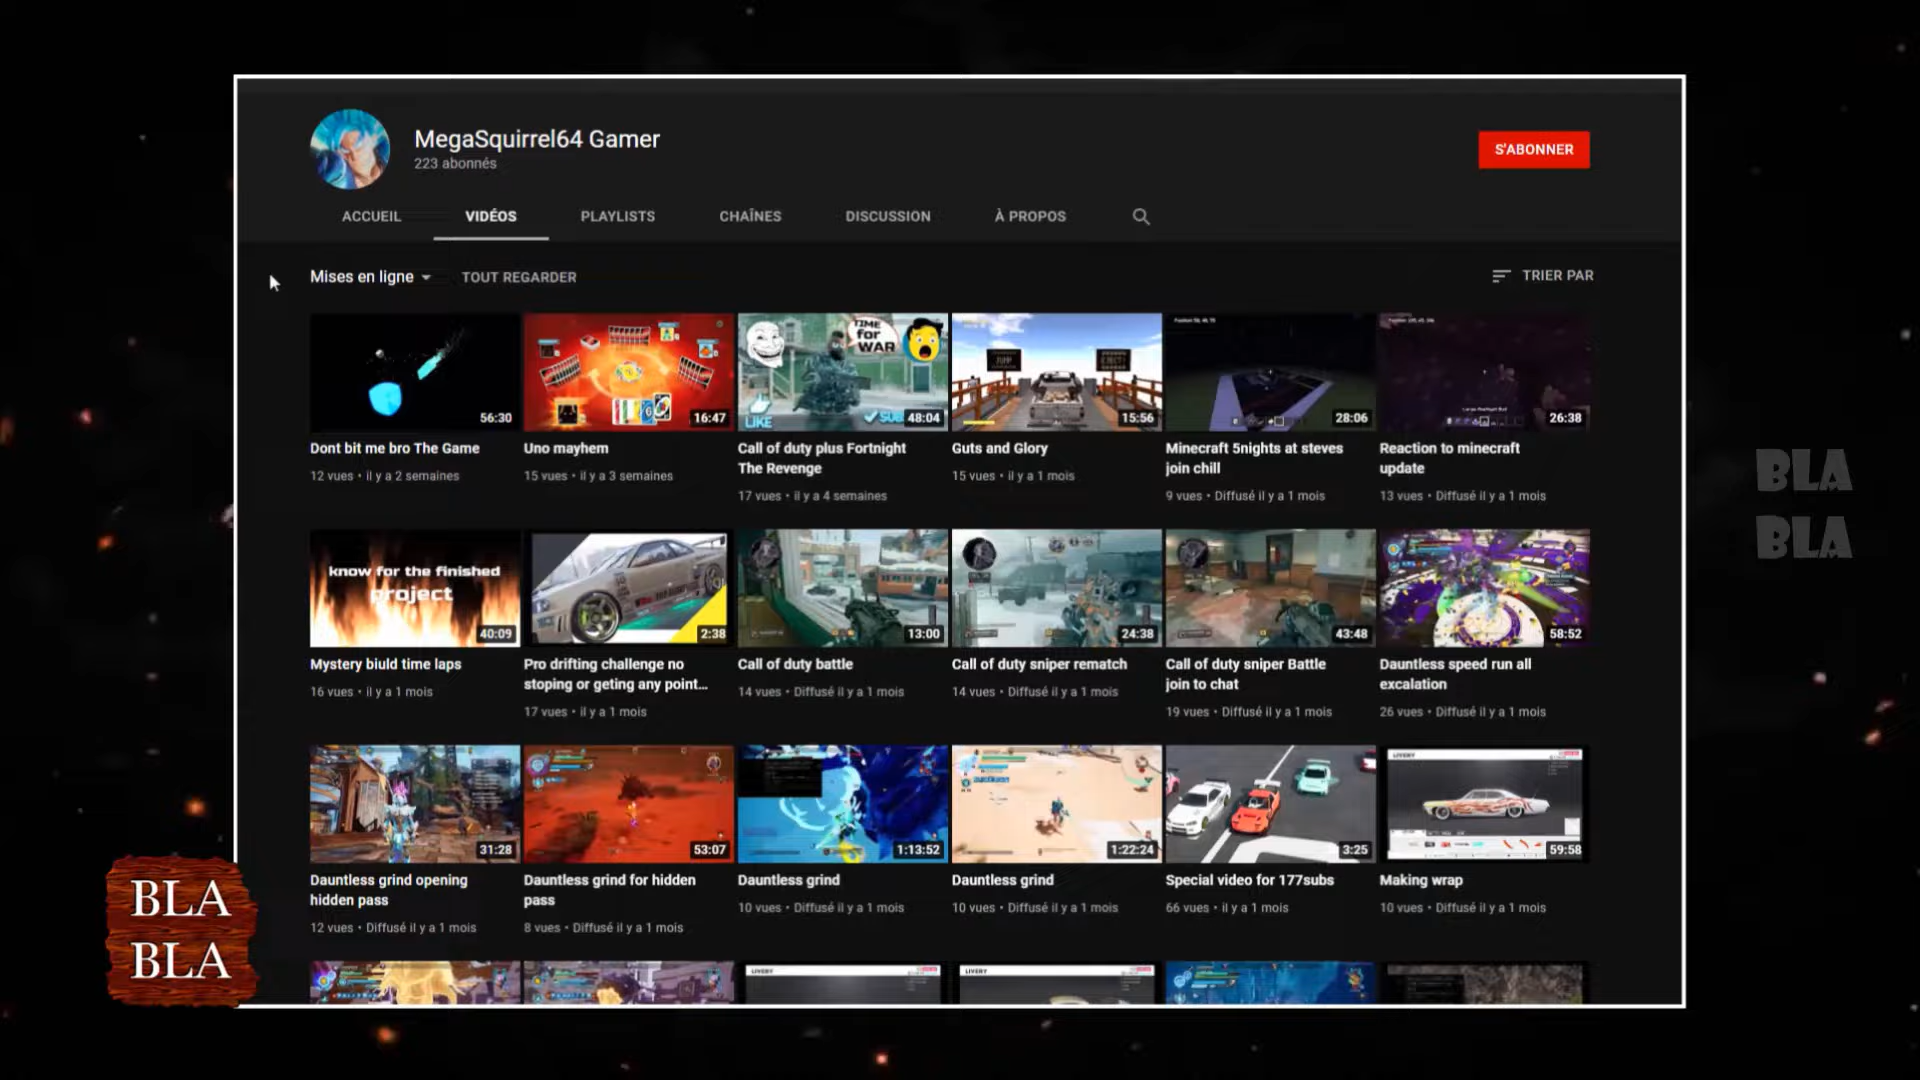 MegaSquirrel64 Gamer
223 abonnés
S'ABONNER
ACCUEIL VIDÉOS PLAYLISTS CHAÎNES DISCUSSION À PROPOS
Mises en ligne TOUT REGARDER
TRIER PAR
TIME
for
WAR
LIKE
SUB
JUMP
EJECT
56:30
16:47
48:04
15:56
28:06
26:38
Dont bit me bro The Game
12 vues • il y a 2 semaines
Uno mayhem
15 vues • il y a 3 semaines
Call of duty plus Fortnight
The Revenge
17 vues • il y a 4 semaines
Guts and Glory
15 vues • il y a 1 mois
Minecraft 5nights at steves
join chill
9 vues • Diffusé il y a 1 mois
Reaction to minecraft
update
13 vues • Diffusé il y a 1 mois
BLA
BLA
know for the finished
project
40:09
2:38
13:00
24:38
43:48
58:52
Mystery biuld time laps
16 vues • il y a 1 mois
Pro drifting challenge no
stoping or geting any point...
17 vues • il y a 1 mois
Call of duty battle
14 vues • Diffusé il y a 1 mois
Call of duty sniper rematch
14 vues • Diffusé il y a 1 mois
Call of duty sniper Battle
join to chat
19 vues • Diffusé il y a 1 mois
Dauntless speed run all
excalation
26 vues • Diffusé il y a 1 mois
LIVERY
31:28
53:07
1:13:52
1:22:24
3:25
59:58
Dauntless grind opening
hidden pass
12 vues • Diffusé il y a 1 mois
Dauntless grind for hidden
pass
8 vues • Diffusé il y a 1 mois
Dauntless grind
10 vues • Diffusé il y a 1 mois
Dauntless grind
10 vues • Diffusé il y a 1 mois
Special video for 177subs
66 vues • il y a 1 mois
Making wrap
10 vues • Diffusé il y a 1 mois
BLA
BLA
LIVERY
LIVERY